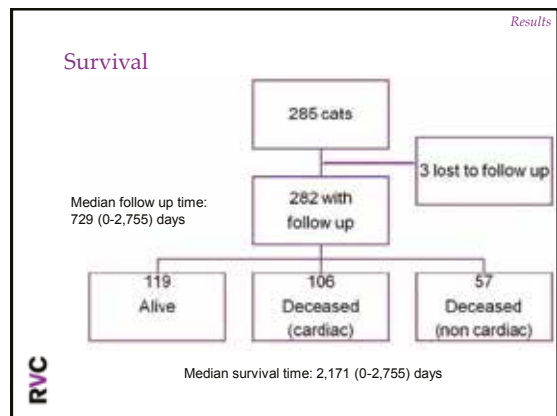 Results
Survival
285 cats
3 lost to follow up
Median follow up time:
729 (0-2,755) days
282 with
follow up
119
Alive
106
Deceased
(cardiac)
57
Deceased
(non cardiac)
Median survival time: 2,171 (0-2,755) days
RVC